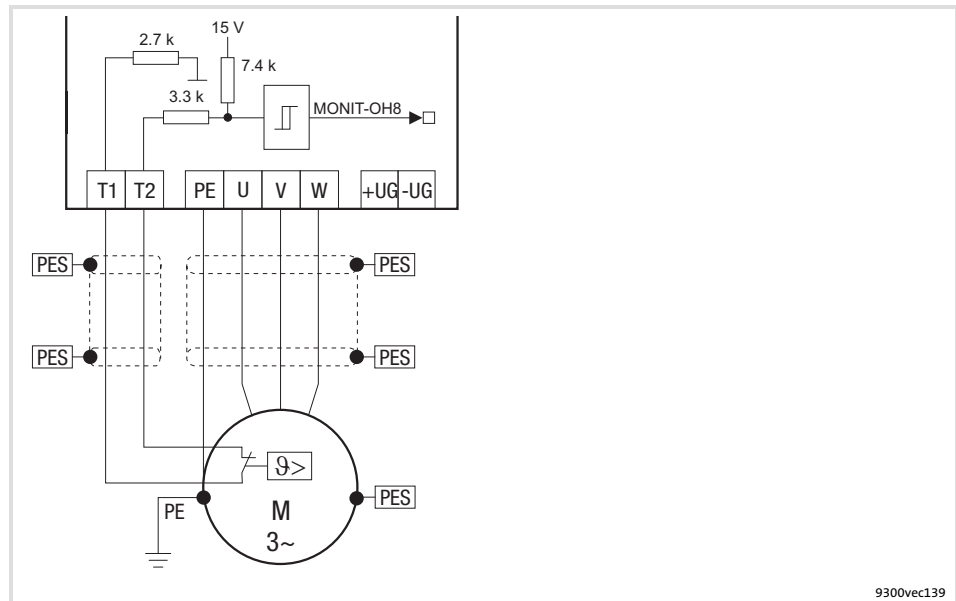 15 V
2.7 k
7.4 k
3.3 k
MONIT-OH8
T1 T2 PE U V W +UG -UG
PES PES
PES PES
ϑ>
PES
PE
M
3~
9300vec139